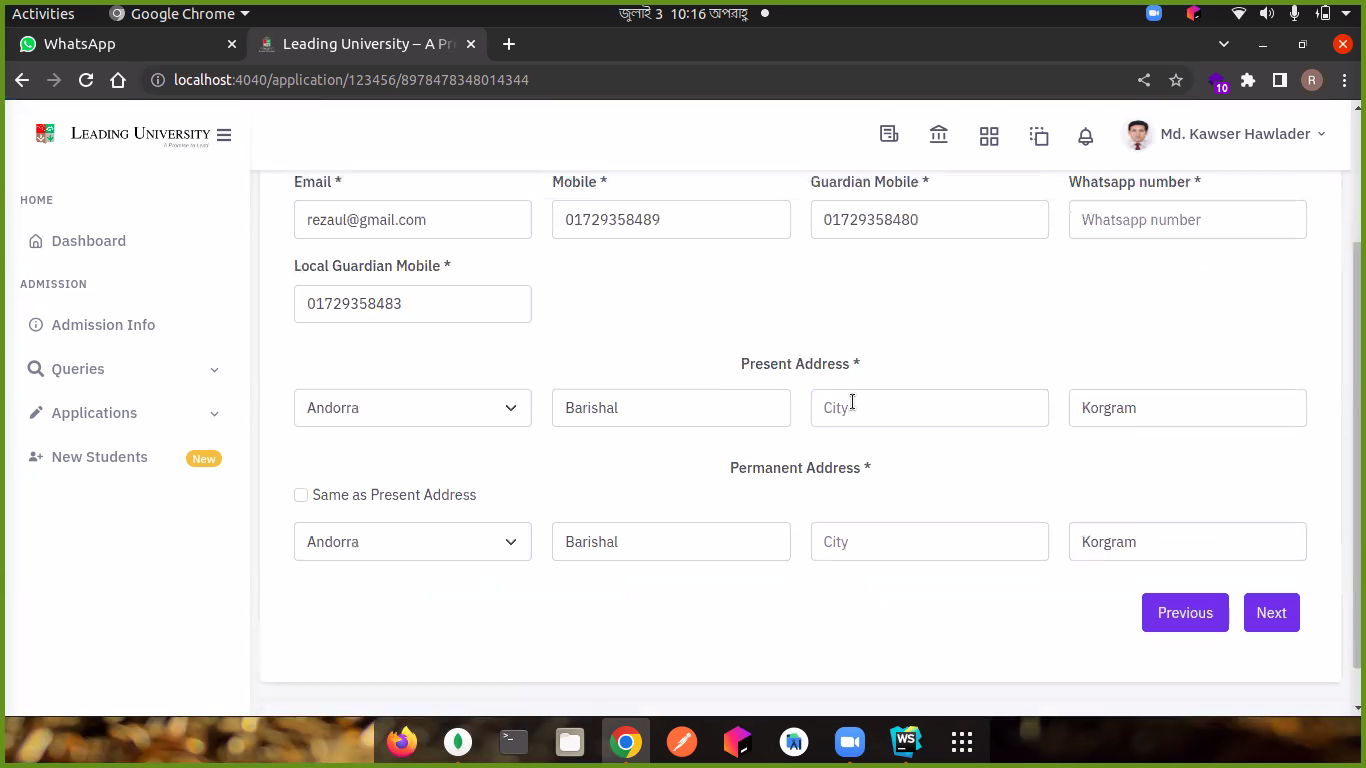 Activities
Google Chrome
জুলাই 3 10:16 অপরাহ্ণ
WhatsApp
Leading University – A Pr
localhost:4040/application/123456/8978478348014344
10
R
LEADING UNIVERSITY
A Promise to Lead
Md. Kawser Hawlader
HOME
Dashboard
ADMISSION
Admission Info
Queries
Applications
New Students
New
Email *
Mobile *
Guardian Mobile *
Whatsapp number *
rezaul@gmail.com
01729358489
01729358480
Whatsapp number
Local Guardian Mobile *
01729358483
Present Address *
Andorra
Barishal
City
Korgram
Permanent Address *
Same as Present Address
Andorra
Barishal
City
Korgram
Previous
Next
WS